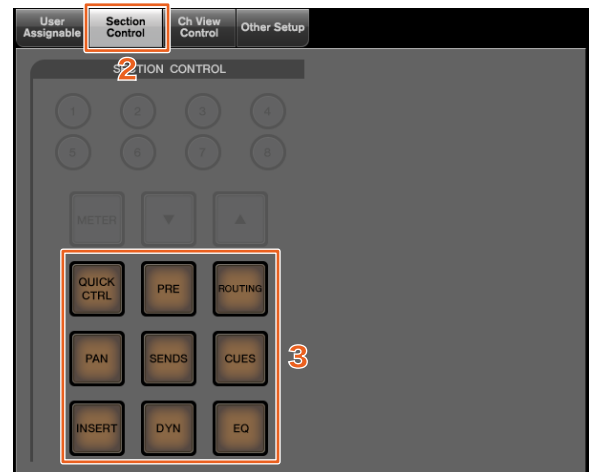 User Assignable
Section Control
Ch View Control
Other Setup
2
SECTION CONTROL
1 2 3 4
5 6 7 8
METER ▼ ▲
QUICK CTRL
PRE
ROUTING
PAN
SENDS
CUES
3
INSERT
DYN
EQ